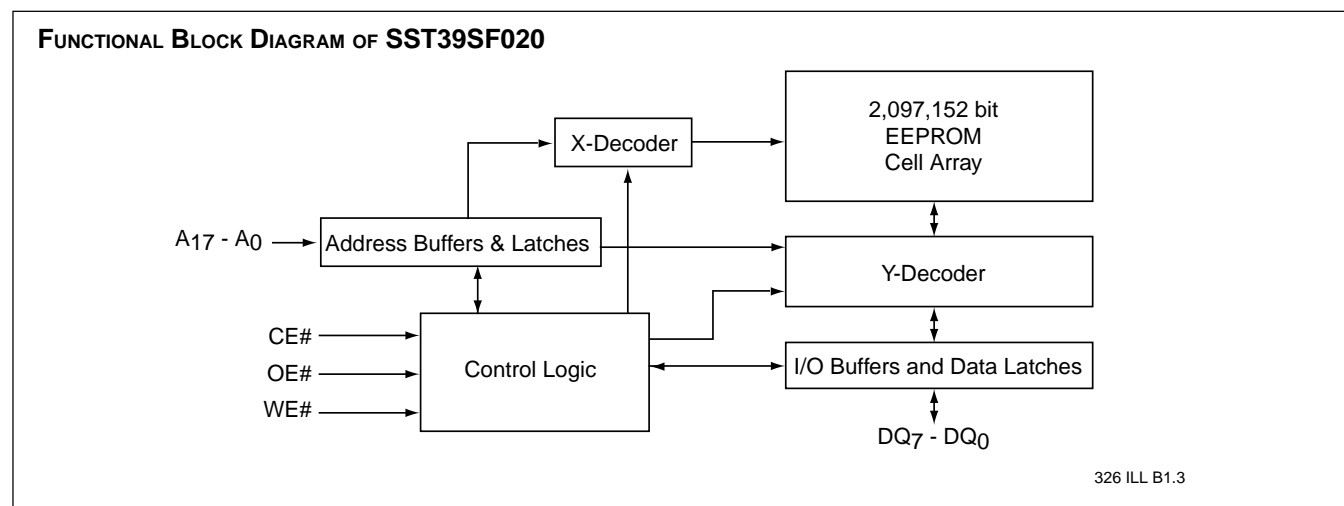 FUNCTIONAL BLOCK DIAGRAM OF SST39SF020
2,097,152 bit
EEPROM
Cell Array
X-Decoder
A17 - A0
Address Buffers & Latches
Y-Decoder
CE#
OE#
WE#
Control Logic
I/O Buffers and Data Latches
DQ7 - DQ0
326 ILL B1.3